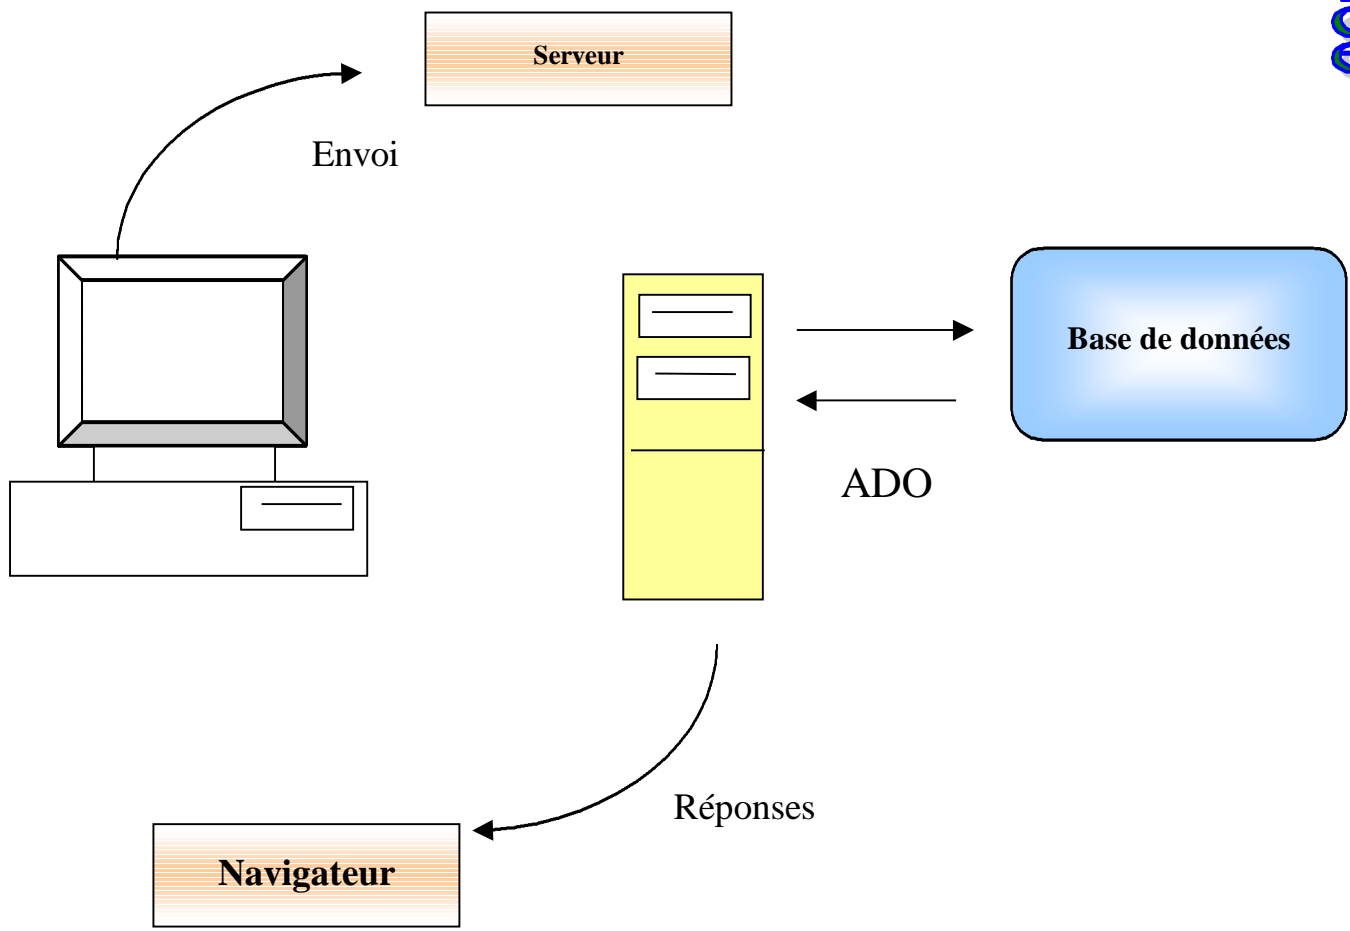 Serveur
Envoi
Base de données
ADO
Réponses
Navigateur